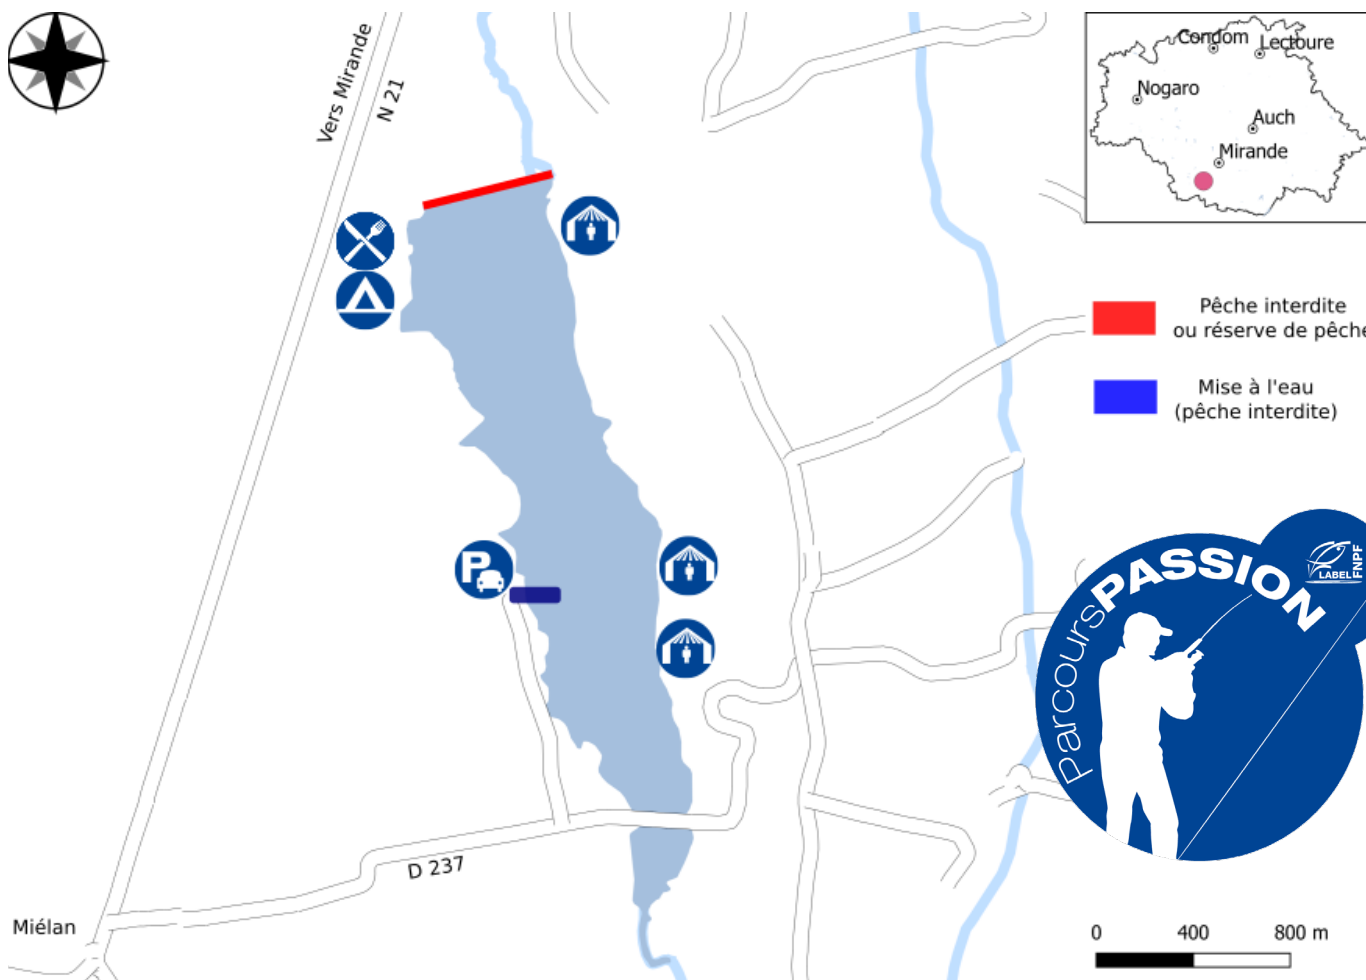 Vers Mirande
N 21
Condom
Lectoure
Nogaro
Auch
Mirande
Pêche interdite
ou réserve de pêche
Mise à l'eau
(pêche interdite)
P
Parcours PASSION
LABEL
FNPF
D 237
Miélan
0 400 800 m